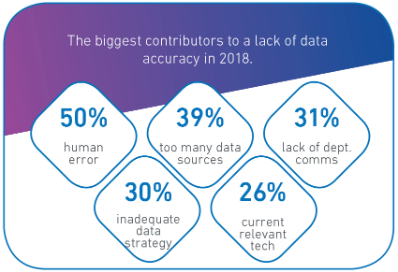 The biggest contributors to a lack of data
accuracy in 2018.
50%
human
error
39%
too many data
sources
31%
lack of dept.
comms
30%
inadequate
data
strategy
26%
current
relevant
tech